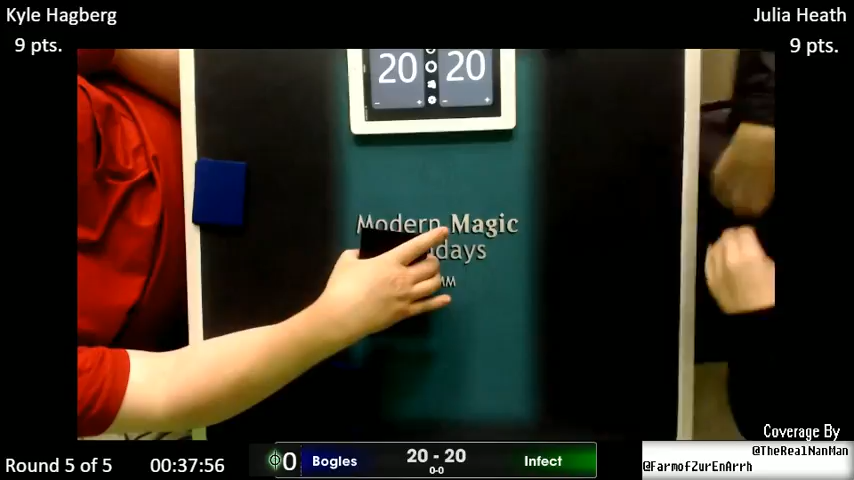 Kyle Hagberg
Julia Heath
9 pts.
9 pts.
20 20
Modern Magic
days
MM
Coverage By
@TheRealNanMan
@FarmofZurEnArrh
Round 5 of 5
00:37:56
0
Bogles
20 - 20
0-0
Infect